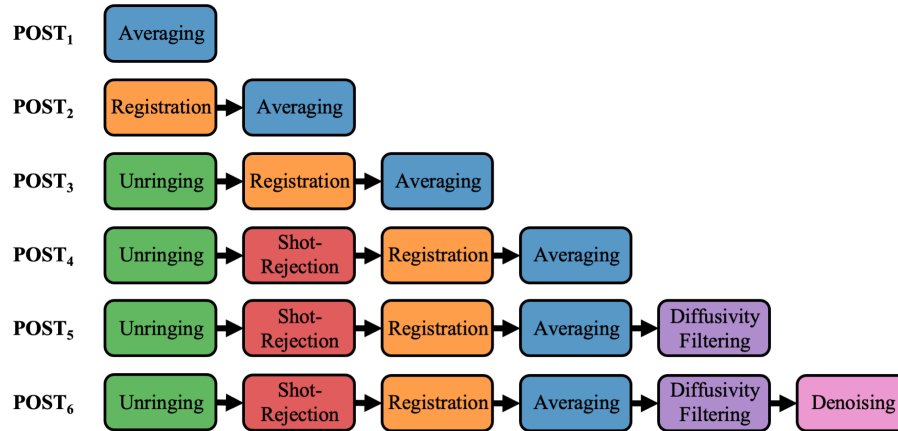 POST1 Averaging
POST2 Registration Averaging
POST3 Unringing Registration Averaging
POST4 Unringing Shot-
Rejection Registration Averaging
POST5 Unringing Shot-
Rejection Registration Averaging Diffusivity
Filtering
POST6 Unringing Shot-
Rejection Registration Averaging Diffusivity
Filtering Denoising